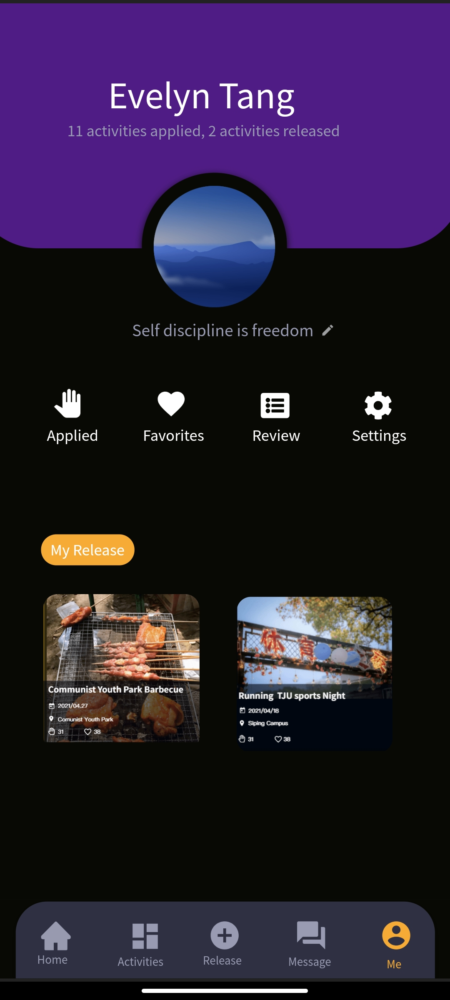 Evelyn Tang
11 activities applied, 2 activities released
Self discipline is freedom
Applied
Favorites
Review
Settings
My Release
体育
Communist Youth Park Barbecue
2021/04.27
Comunist Youth Park
31
38
Running TJU sports Night
2021/04/18
Siping Campus
31
38
Home
Activities
Release
Message
Me